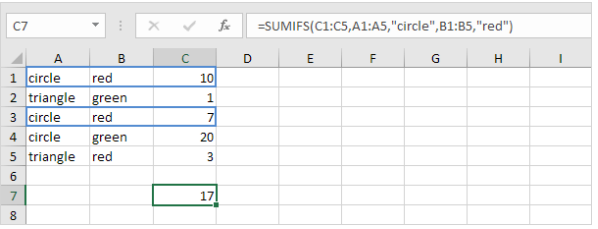 C7 fx =SUMIFS(C1:C5,A1:A5,"circle",B1:B5,"red")
A B C D E F G H I
1 circle red 10
2 triangle green 1
3 circle red 7
4 circle green 20
5 triangle red 3
6
7 17
8